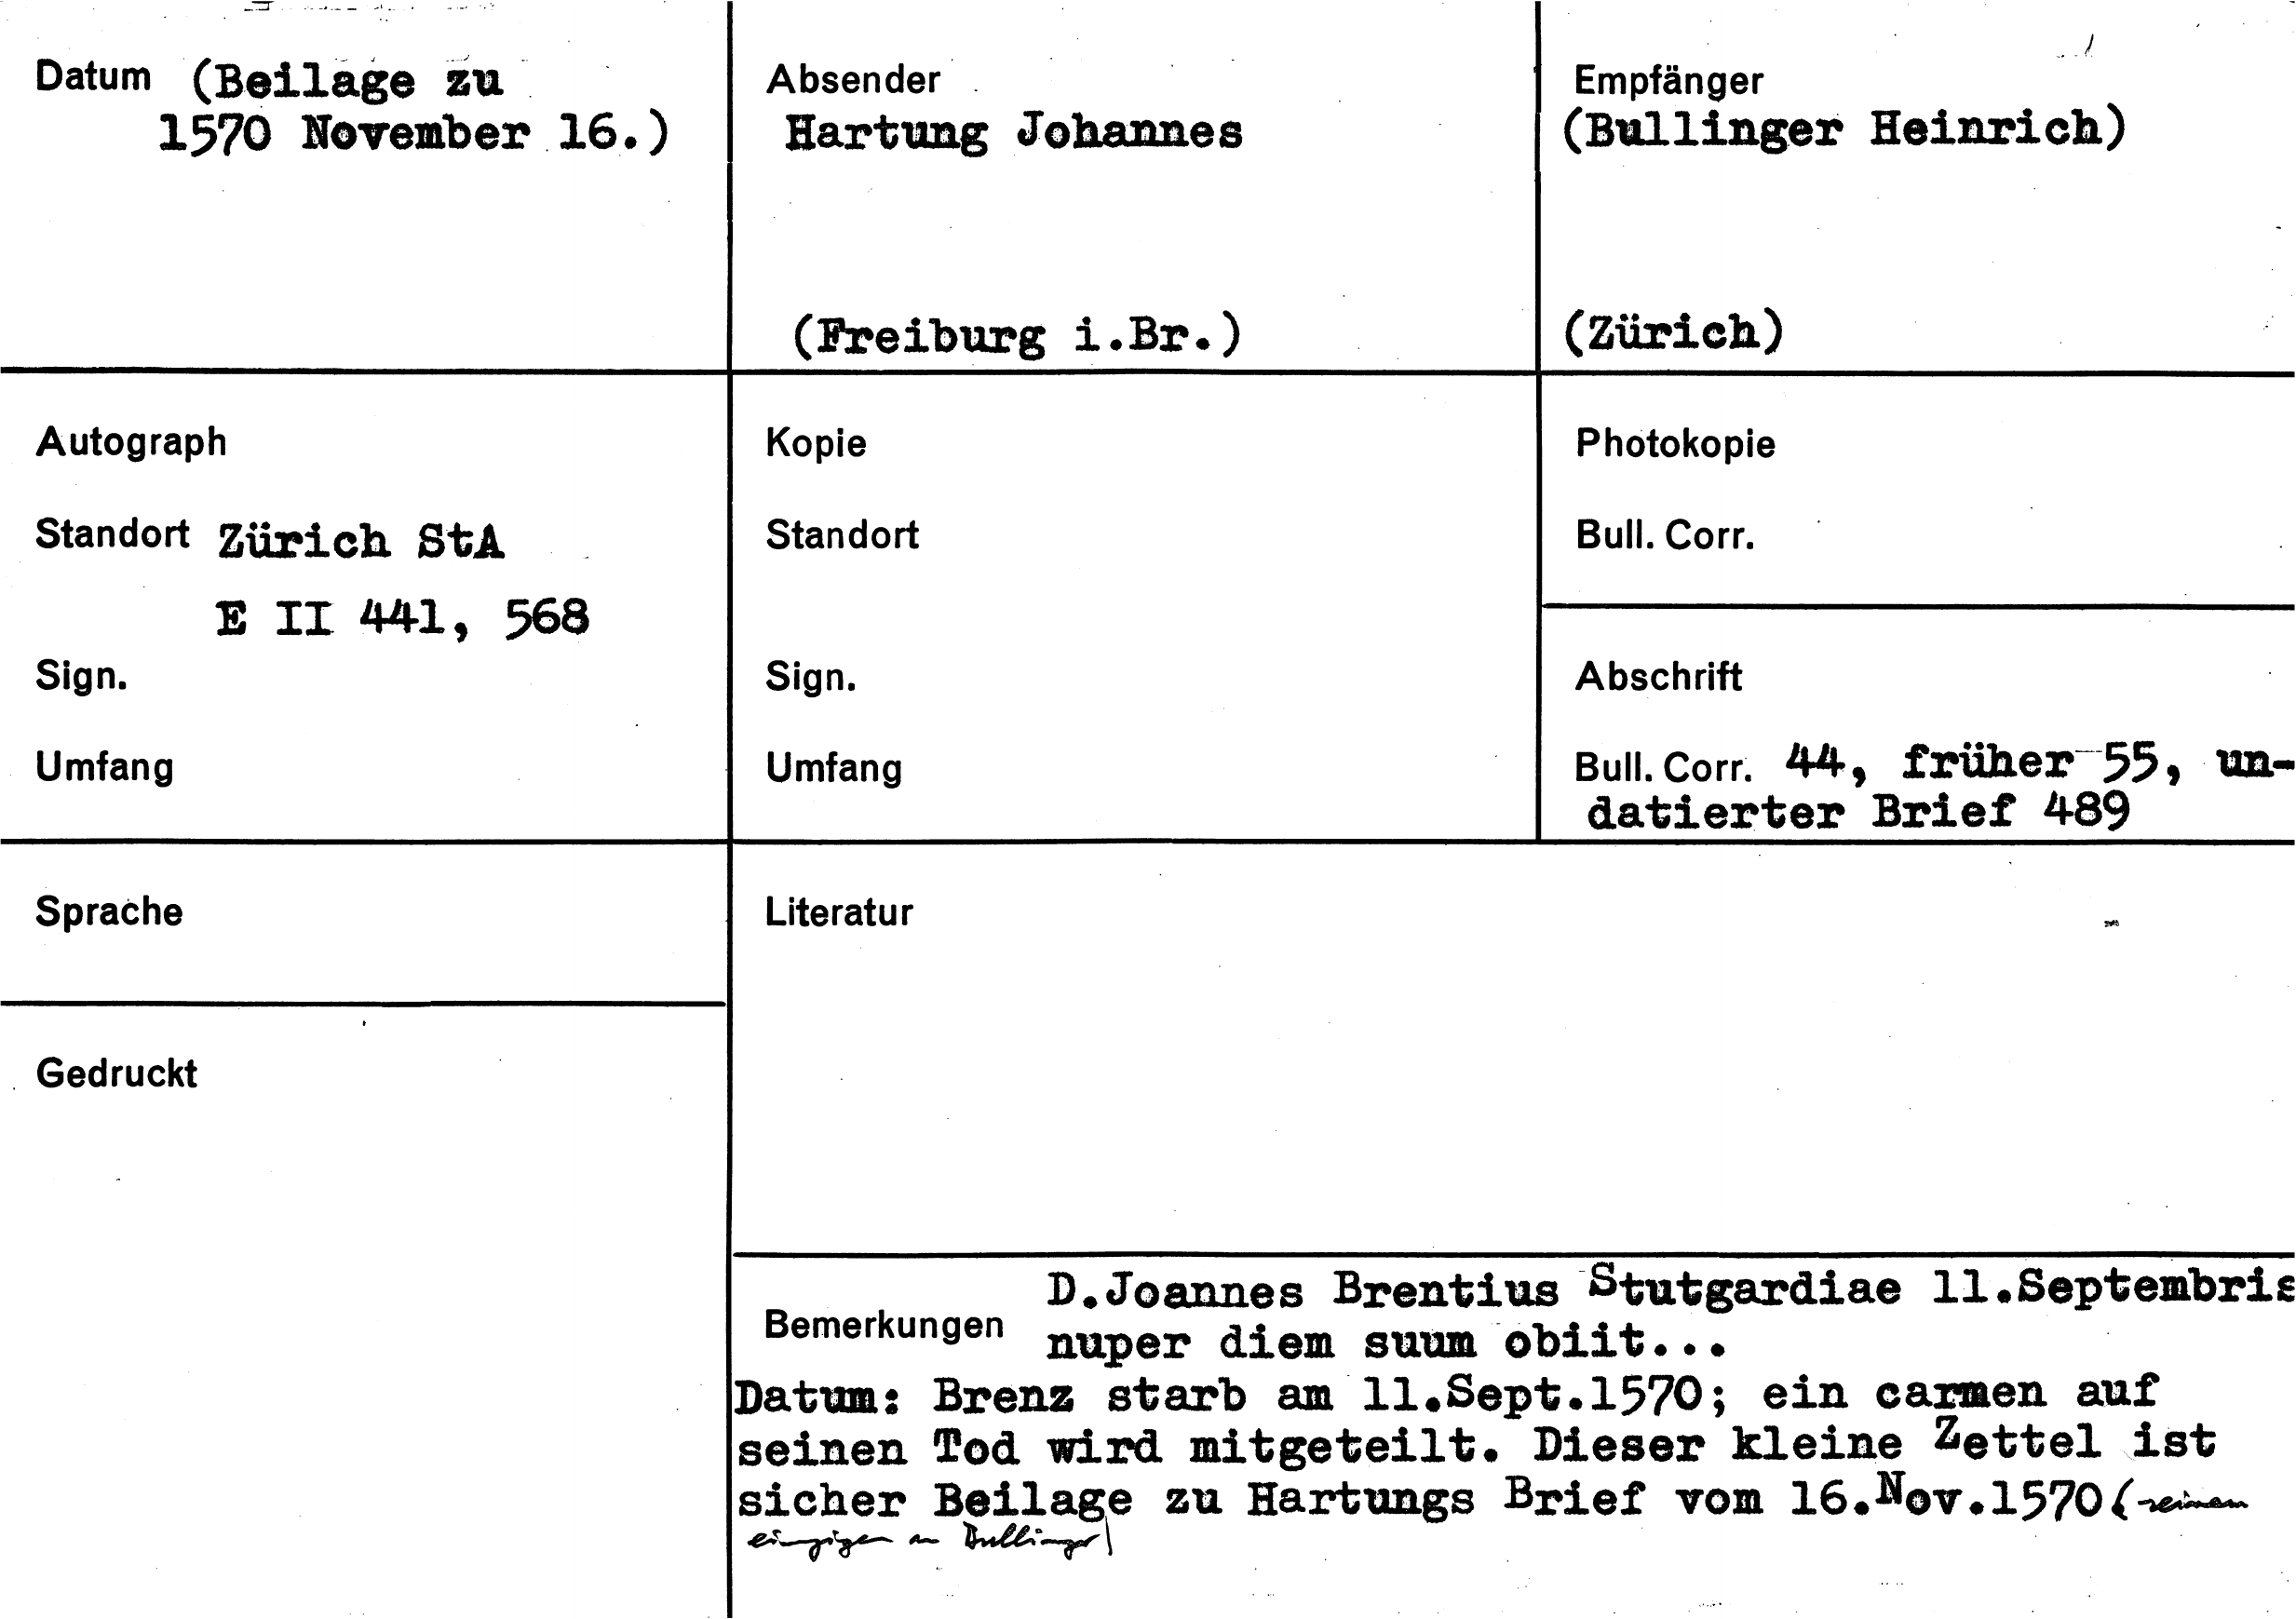 Datum (Beilage zu
1570 November 16.)
Absender
Hartung Johannes
(Freiburg i.Br.)
Empfänger
(Bullinger Heinrich)
(Zürich)
Autograph
Standort Zürich StA
E II 441, 568
Sign.
Umfang
Kopie
Standort
Sign.
Umfang
Photokopie
Bull. Corr.
Abschrift
Bull. Corr. 44, früher 55, un-
datierter Brief 489
Sprache
Gedruckt
Literatur
Bemerkungen
D.Joannes Brentius Stutgardiae 11.Septembris
nuper diem suum obiit...
Datum: Brenz starb am 11.Sept.1570; ein carmen auf
seinen Tod wird mitgeteilt. Dieser kleine Zettel ist
sicher Beilage zu Hartungs Brief vom 16.Nov.1570 (seinem
einzigen an Bullinger)